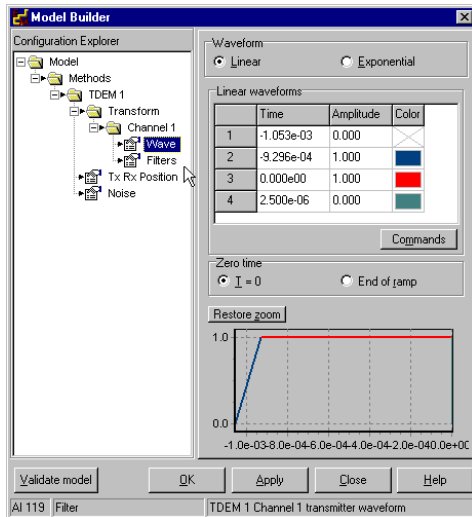 Model Builder
Configuration Explorer
Model
Methods
TDEM 1
Transform
Channel 1
Wave
Filters
Tx Rx Position
Noise
Waveform
Linear
Exponential
Linear waveforms
Time Amplitude Color
1 -1.053e-03 0.000
2 -9.296e-04 1.000
3 0.000e00 1.000
4 2.500e-06 0.000
Commands
Zero time
T = 0
End of ramp
Restore zoom
1.0
0.0
-1.0e-03-8.0e-04-6.0e-04-4.0e-04-2.0e-040.0e+00
Validate model OK Apply Close Help
AI 119 Filter TDEM 1 Channel 1 transmitter waveform